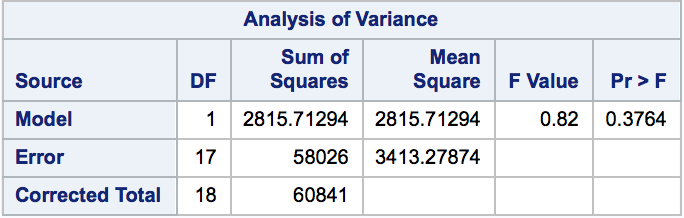 Analysis of Variance
Source DF Sum of Squares Mean Square F Value Pr > F
Model 1 2815.71294 2815.71294 0.82 0.3764
Error 17 58026 3413.27874
Corrected Total 18 60841